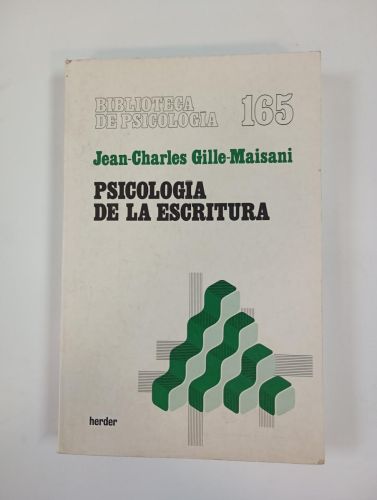 BIBLIOTECA
DE PSICOLOGIA 165
Jean-Charles Gille-Maisani
PSICOLOGIA
DE LA ESCRITURA
herder